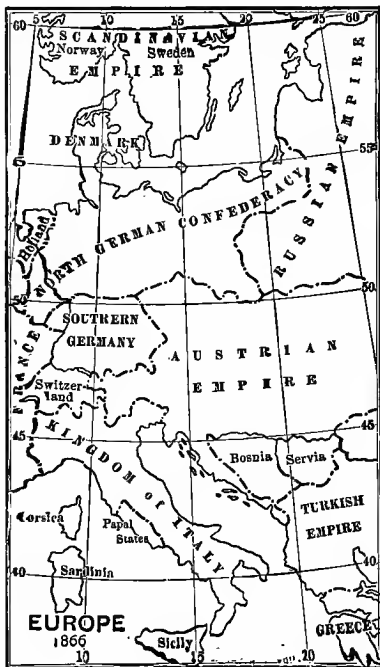 60 5 10 15 20 25 60
SCANDINAVIAN
Norway Sweden
EMPIRE
DENMARK
55 55
RUSSIAN EMPIRE
NORTH GERMAN CONFEDERACY
Holland
50 50
SOUTHERN
GERMANY
FRANCE
AUSTRIAN
EMPIRE
Switzer-
land
45 45
KINGDOM of ITALY
Bosnia Servia
TURKISH
EMPIRE
Corsica
Papal
States
Sardinia
40 40
EUROPE
1866
GREECE
Sicily
10 20